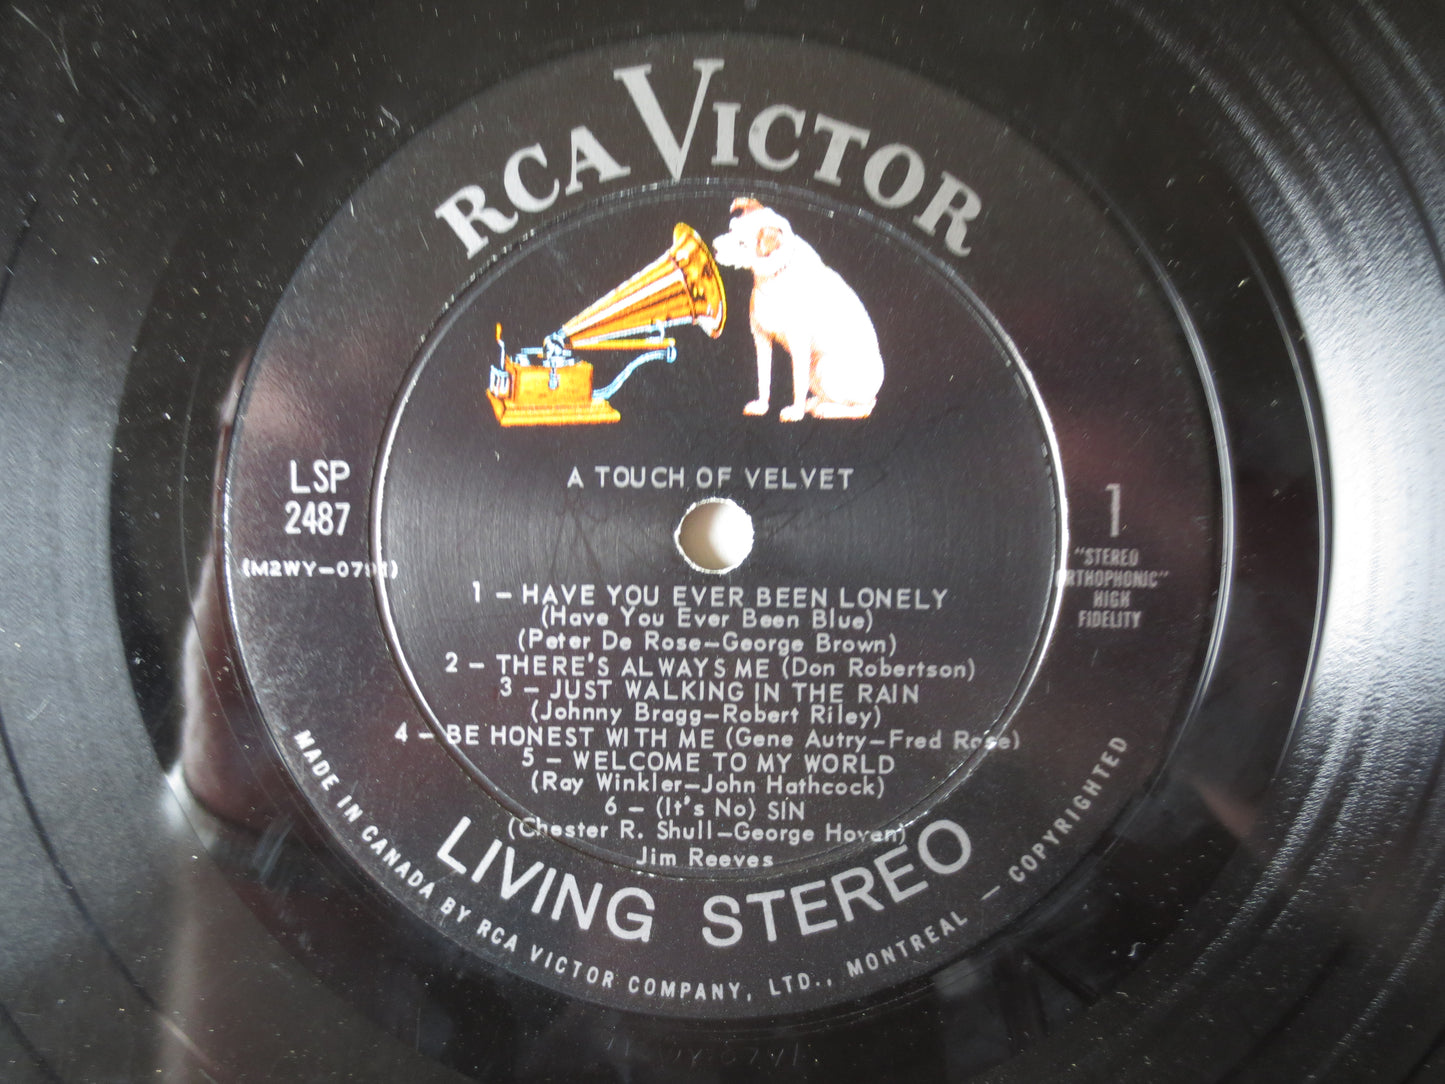 RCA VICTOR
A TOUCH OF VELVET
LSP
2487
1
"STEREO
ORTHOPHONIC"
HIGH
FIDELITY
1 – HAVE YOU EVER BEEN LONELY
(Have You Ever Been Blue)
(Peter De Rose–George Brown)
2 – THERE'S ALWAYS ME (Don Robertson)
3 – JUST WALKING IN THE RAIN
(Johnny Bragg–Robert Riley)
4 – BE HONEST WITH ME (Gene Autry–Fred Rose)
5 – WELCOME TO MY WORLD
(Ray Winkler–John Hathcock)
6 – (It's No) SIN
(Chester R. Shull–George Hoven)
Jim Reeves
LIVING STEREO
MADE IN CANADA BY RCA VICTOR COMPANY, LTD., MONTREAL – COPYRIGHTED